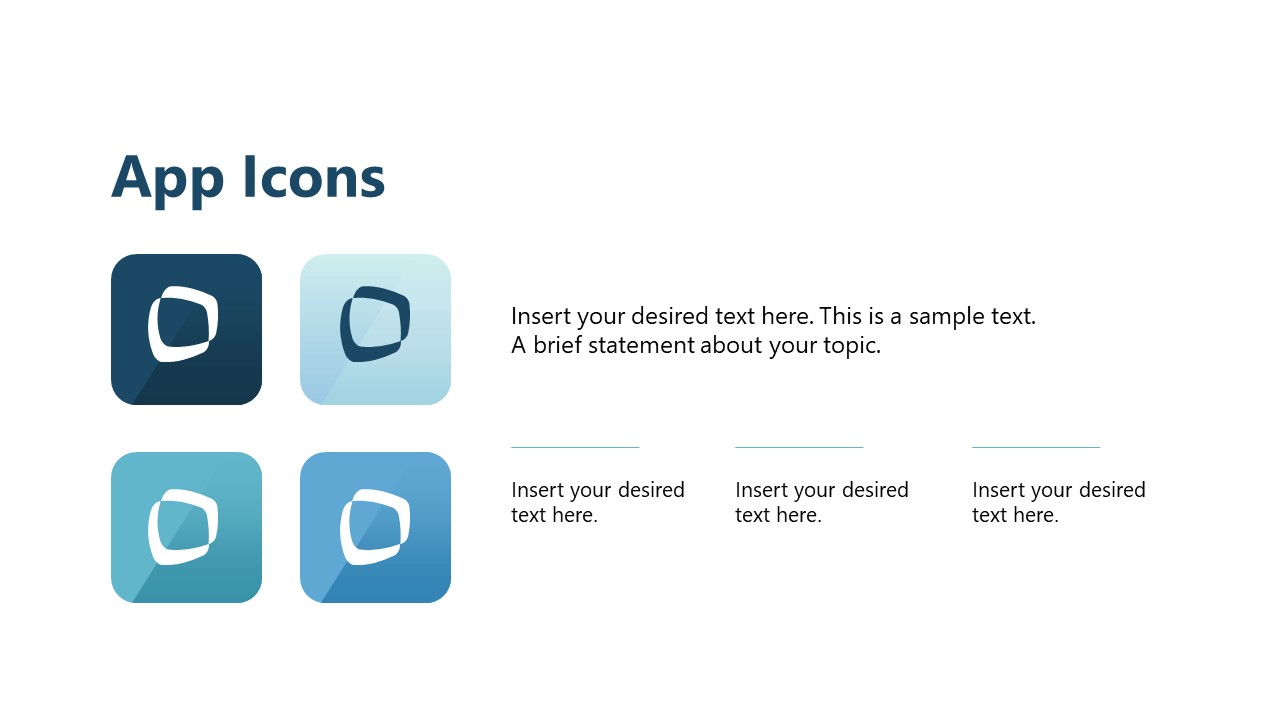 App Icons
Insert your desired text here. This is a sample text.
A brief statement about your topic.
Insert your desired
text here.
Insert your desired
text here.
Insert your desired
text here.